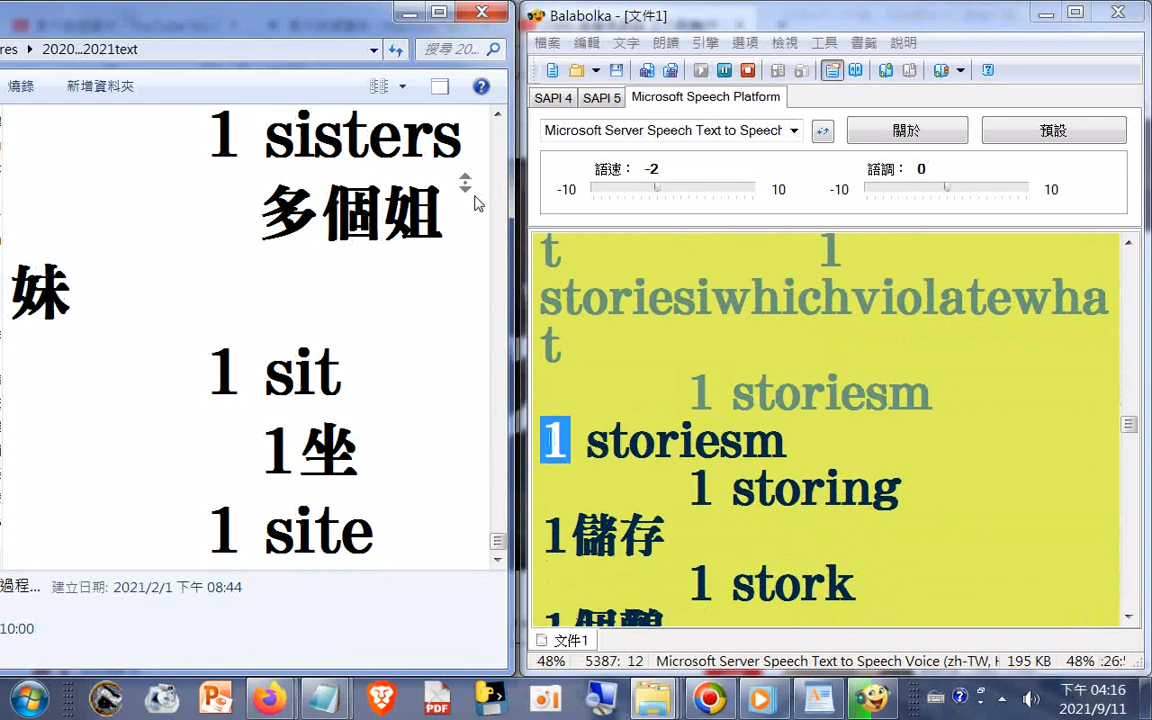 res ▸ 2020...2021text
搜尋 20...
燒錄 新增資料夾
1 sisters
多個姐
妹
1 sit
1坐
1 site
過程... 建立日期: 2021/2/1 下午 08:44
10:00
Balabolka - [文件1]
檔案 編輯 文字 朗讀 引擎 選項 檢視 工具 書籤 說明
SAPI 4 SAPI 5 Microsoft Speech Platform
Microsoft Server Speech Text to Speech 關於 預設
語速： -2 語調： 0
-10 10 -10 10
t 1
storiesiwhichviolatewha
t
1 storiesm
1 storiesm
1 storing
1儲存
1 stork
文件1
48% 5387: 12 Microsoft Server Speech Text to Speech Voice (zh-TW, 195 KB 48%
下午 04:16
2021/9/11
PDF